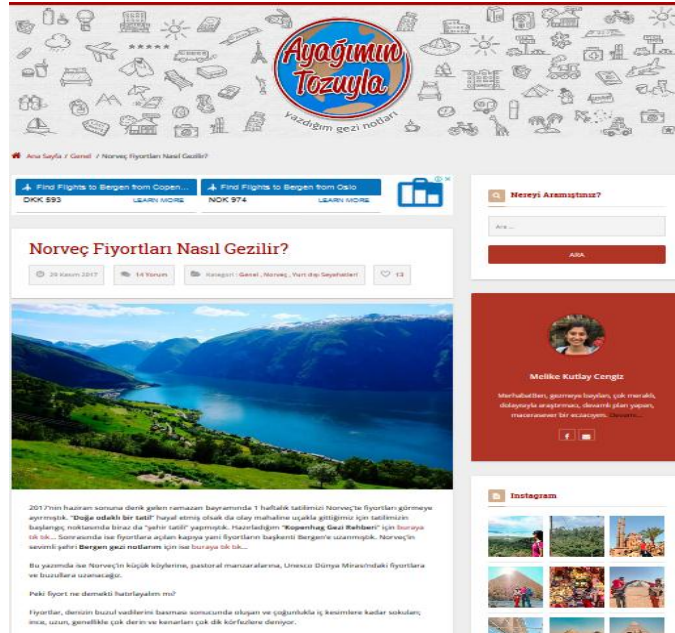 Ayağımın
Tozuyla
yazdığım gezi notları
Ana Sayfa / Genel / Norveç Fiyortları Nasıl Gezilir?
Find Flights to Bergen from Copen...
DKK 593 LEARN MORE
Find Flights to Bergen from Oslo
NOK 974 LEARN MORE
Norveç Fiyortları Nasıl Gezilir?
29 Kasım 2017
14 Yorum
Kategori : Genel , Norveç , Yurt dışı Seyahatleri
13
2017'nin haziran sonuna denk gelen ramazan bayramında 1 haftalık tatilimizi Norveç'te fiyortları görmeye
ayırmıştık. "Doğa odaklı bir tatil" hayal etmiş olsak da olay mahaline uçakla gittiğimiz için tatilimizin
başlangıç noktasında biraz da "şehir tatili" yapmıştık. Hazırladığım "Kopenhag Gezi Rehberi" için buraya
tık tık... Sonrasında ise fiyortlara açılan kapıya yani fiyortların başkenti Bergen'e uzanmıştık. Norveç'in
sevimli şehri Bergen gezi notlarım için ise buraya tık tık...
Bu yazımda ise Norveç'in küçük köylerine, pastoral manzaralarına, Unesco Dünya Mirası'ndaki fiyortlara
ve buzullara uzanacağız.
Peki fiyort ne demekti hatırlayalım mı?
Fiyortlar, denizin buzul vadilerini basması sonucunda oluşan ve çoğunlukla iç kesimlere kadar sokulan;
ince, uzun, genellikle çok derin ve kenarları çok dik körfezlere deniyor.
Nereyi Aramıştınız?
Ara ...
ARA
Melike Kutlay Cengiz
Merhabaabben, gezmeye bayılan, çok meraklı,
dolayısıyla araştırmacı, devamlı plan yapan,
macerasever bir eczacıyım. Devamı...
Instagram